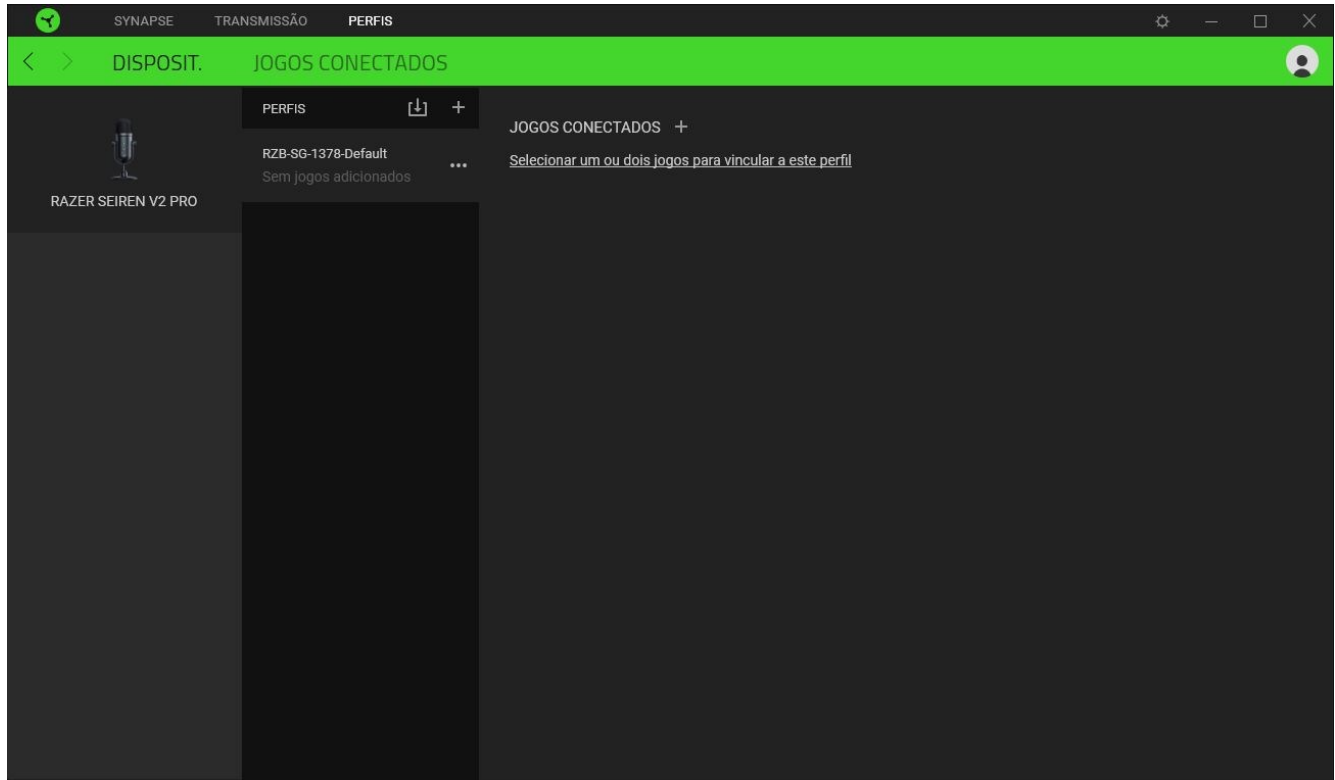 SYNAPSE TRANSMISSÃO PERFIS
DISPOSIT. JOGOS CONECTADOS
RAZER SEIREN V2 PRO
PERFIS
RZB-SG-1378-Default
Sem jogos adicionados
JOGOS CONECTADOS
Selecionar um ou dois jogos para vincular a este perfil